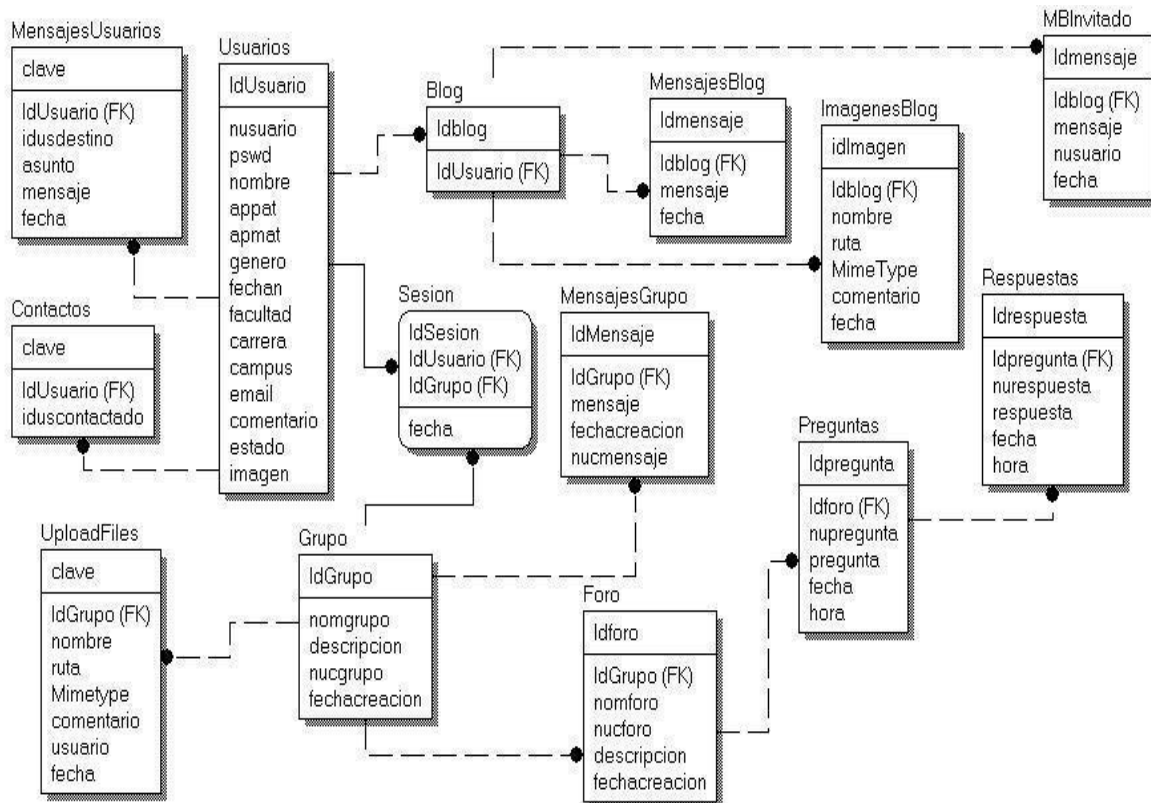 MensajesUsuarios
clave
IdUsuario (FK)
idusdestino
asunto
mensaje
fecha
Usuarios
IdUsuario
nusuario
pswd
nombre
appat
apmat
genero
fechan
facultad
carrera
campus
email
comentario
estado
imagen
Blog
Idblog
IdUsuario (FK)
MensajesBlog
Idmensaje
Idblog (FK)
mensaje
fecha
ImagenesBlog
idImagen
Idblog (FK)
nombre
ruta
MimeType
comentario
fecha
MBInvitado
Idmensaje
Idblog (FK)
mensaje
nusuario
fecha
Contactos
clave
IdUsuario (FK)
iduscontactado
Sesion
IdSesion
IdUsuario (FK)
IdGrupo (FK)
fecha
MensajesGrupo
IdMensaje
IdGrupo (FK)
mensaje
fechacreacion
nucmensaje
Respuestas
Idrespuesta
Idpregunta (FK)
nurespuesta
respuesta
fecha
hora
Preguntas
Idpregunta
Idforo (FK)
nupregunta
pregunta
fecha
hora
UploadFiles
clave
IdGrupo (FK)
nombre
ruta
Mimetype
comentario
usuario
fecha
Grupo
IdGrupo
nomgrupo
descripcion
nucgrupo
fechacreacion
Foro
Idforo
IdGrupo (FK)
nomforo
nucforo
descripcion
fechacreacion